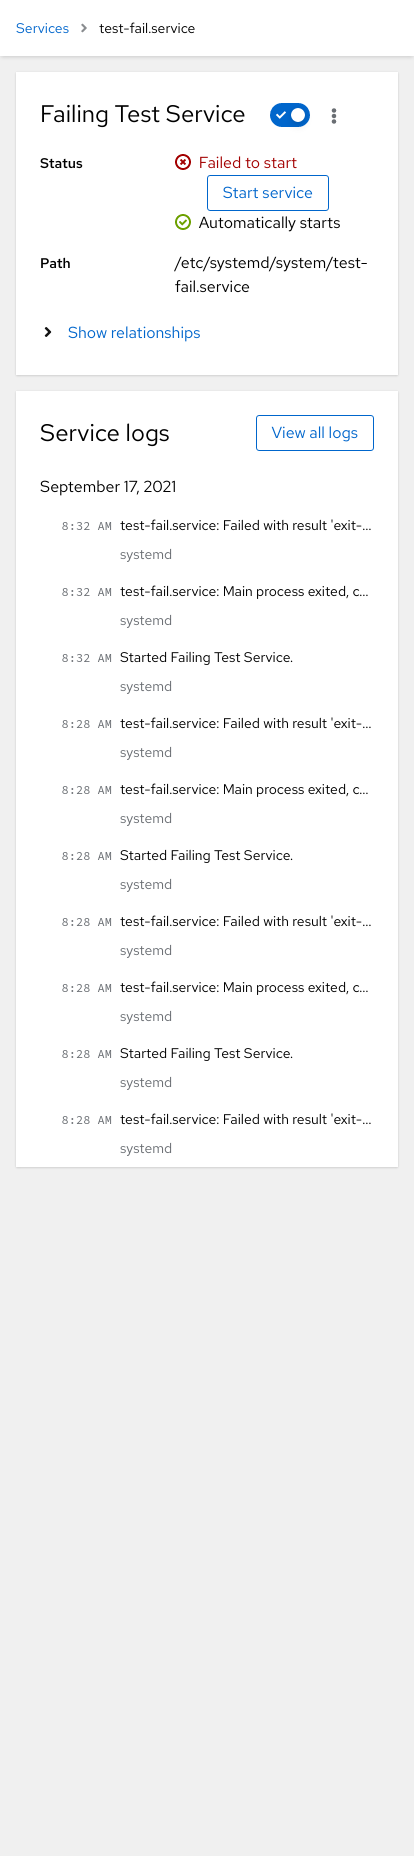 Services > test-fail.service
Failing Test Service
Status
Failed to start
Start service
Automatically starts
Path
/etc/systemd/system/test-
fail.service
Show relationships
Service logs
View all logs
September 17, 2021
8:32 AM test-fail.service: Failed with result 'exit-...
systemd
8:32 AM test-fail.service: Main process exited, c...
systemd
8:32 AM Started Failing Test Service.
systemd
8:28 AM test-fail.service: Failed with result 'exit-...
systemd
8:28 AM test-fail.service: Main process exited, c...
systemd
8:28 AM Started Failing Test Service.
systemd
8:28 AM test-fail.service: Failed with result 'exit-...
systemd
8:28 AM test-fail.service: Main process exited, c...
systemd
8:28 AM Started Failing Test Service.
systemd
8:28 AM test-fail.service: Failed with result 'exit-...
systemd